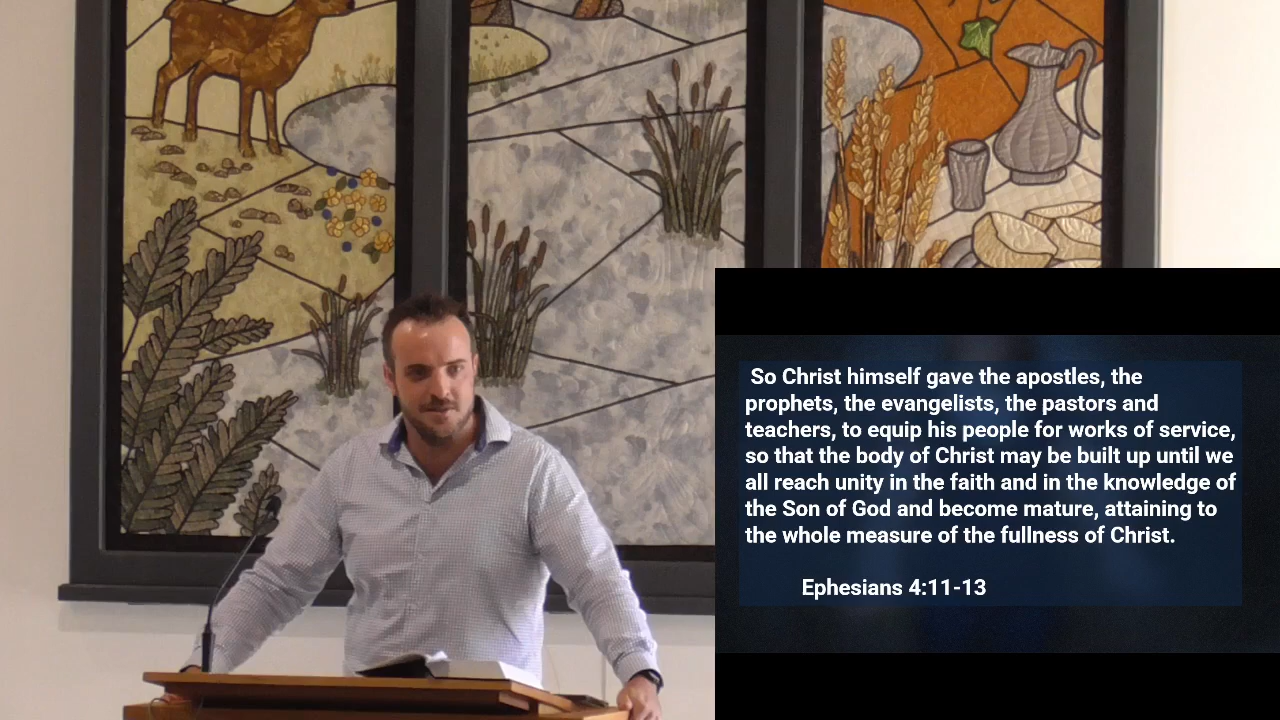 So Christ himself gave the apostles, the
prophets, the evangelists, the pastors and
teachers, to equip his people for works of service,
so that the body of Christ may be built up until we
all reach unity in the faith and in the knowledge of
the Son of God and become mature, attaining to
the whole measure of the fullness of Christ.
Ephesians 4:11-13